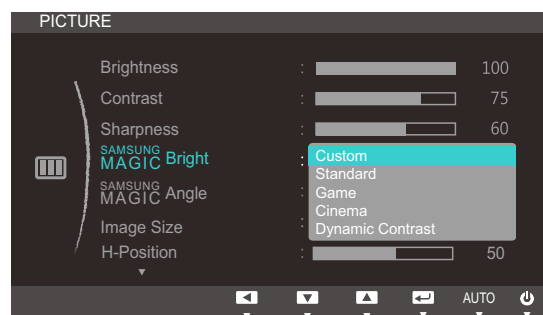 PICTURE
Brightness : 100
Contrast : 75
Sharpness : 60
SAMSUNG
MAGIC Bright :
Custom
Standard
Game
Cinema
Dynamic Contrast
SAMSUNG
MAGIC Angle :
Image Size :
H-Position : 50
AUTO